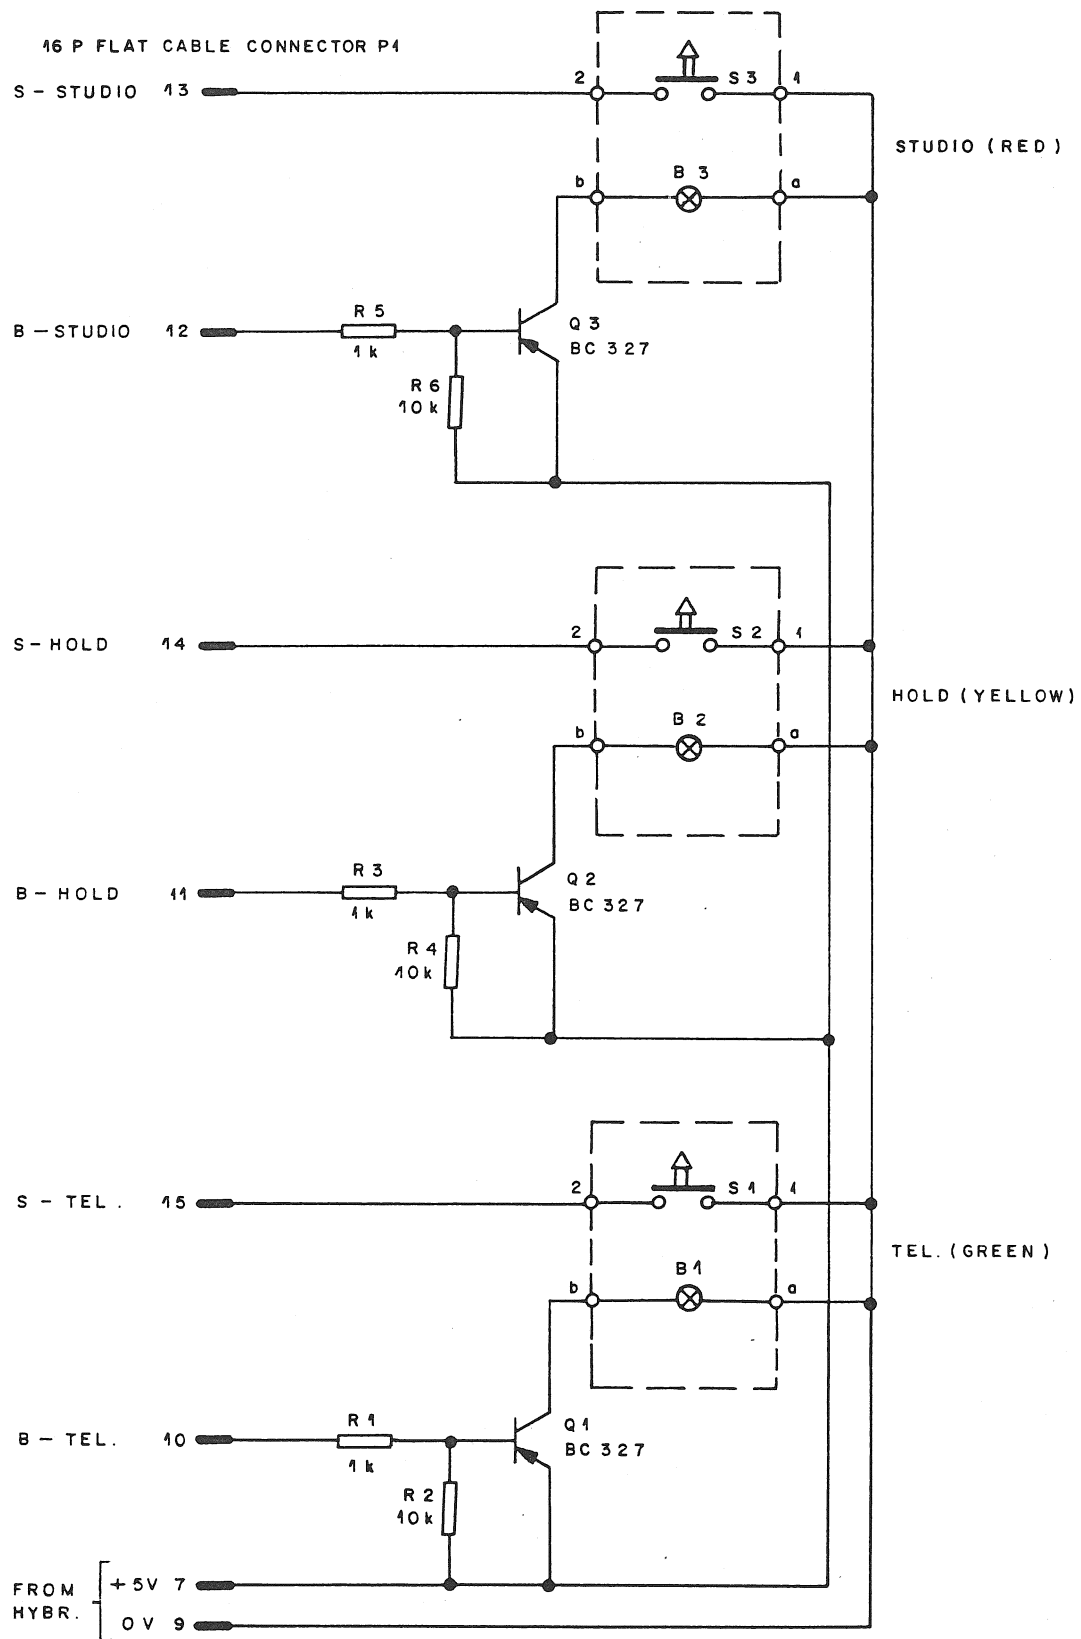 16 P FLAT CABLE CONNECTOR P1
S - STUDIO 13
2
S 3
1
STUDIO (RED)
B 3
b
a
B - STUDIO 12
R 5
1 k
Q 3
BC 327
R 6
10 k
S - HOLD 14
2
S 2
1
HOLD (YELLOW)
B 2
b
a
B - HOLD 11
R 3
1 k
Q 2
BC 327
R 4
10 k
S - TEL. 15
2
S 1
1
TEL. (GREEN)
B 1
b
a
B - TEL. 10
R 1
1 k
Q 1
BC 327
R 2
10 k
FROM
HYBR.
+5V 7
0 V 9